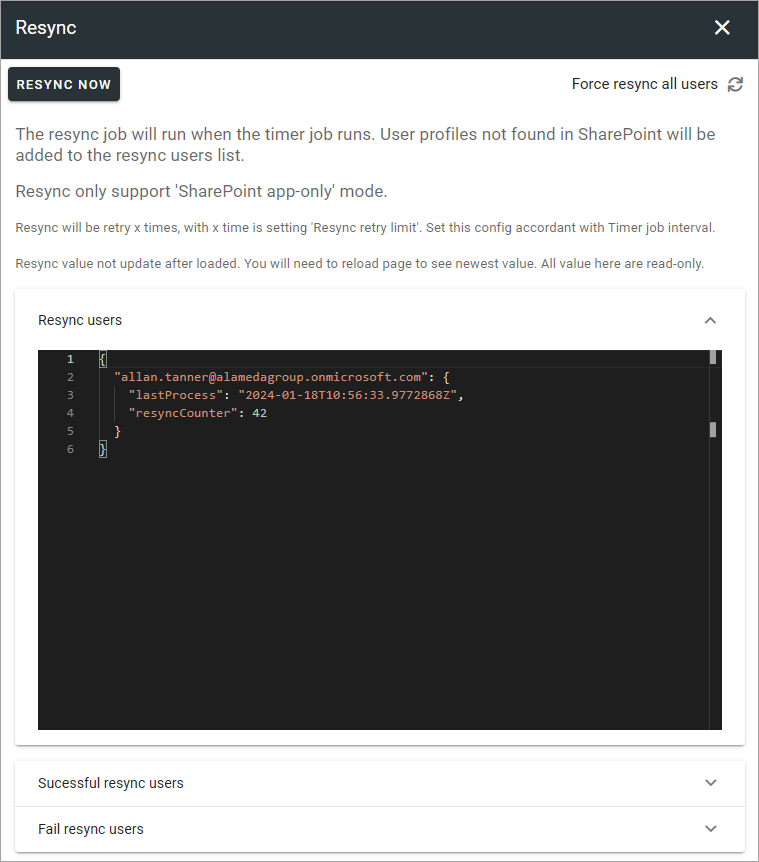 Resync
RESYNC NOW
Force resync all users
The resync job will run when the timer job runs. User profiles not found in SharePoint will be
added to the resync users list.
Resync only support 'SharePoint app-only' mode.
Resync will be retry x times, with x time is setting 'Resync retry limit'. Set this config accordant with Timer job interval.
Resync value not update after loaded. You will need to reload page to see newest value. All value here are read-only.
Resync users
1 {
2 "allan.tanner@alamedagroup.onmicrosoft.com": {
3 "lastProcess": "2024-01-18T10:56:33.9772868Z",
4 "resyncCounter": 42
5 }
6 }
Sucessful resync users
Fail resync users